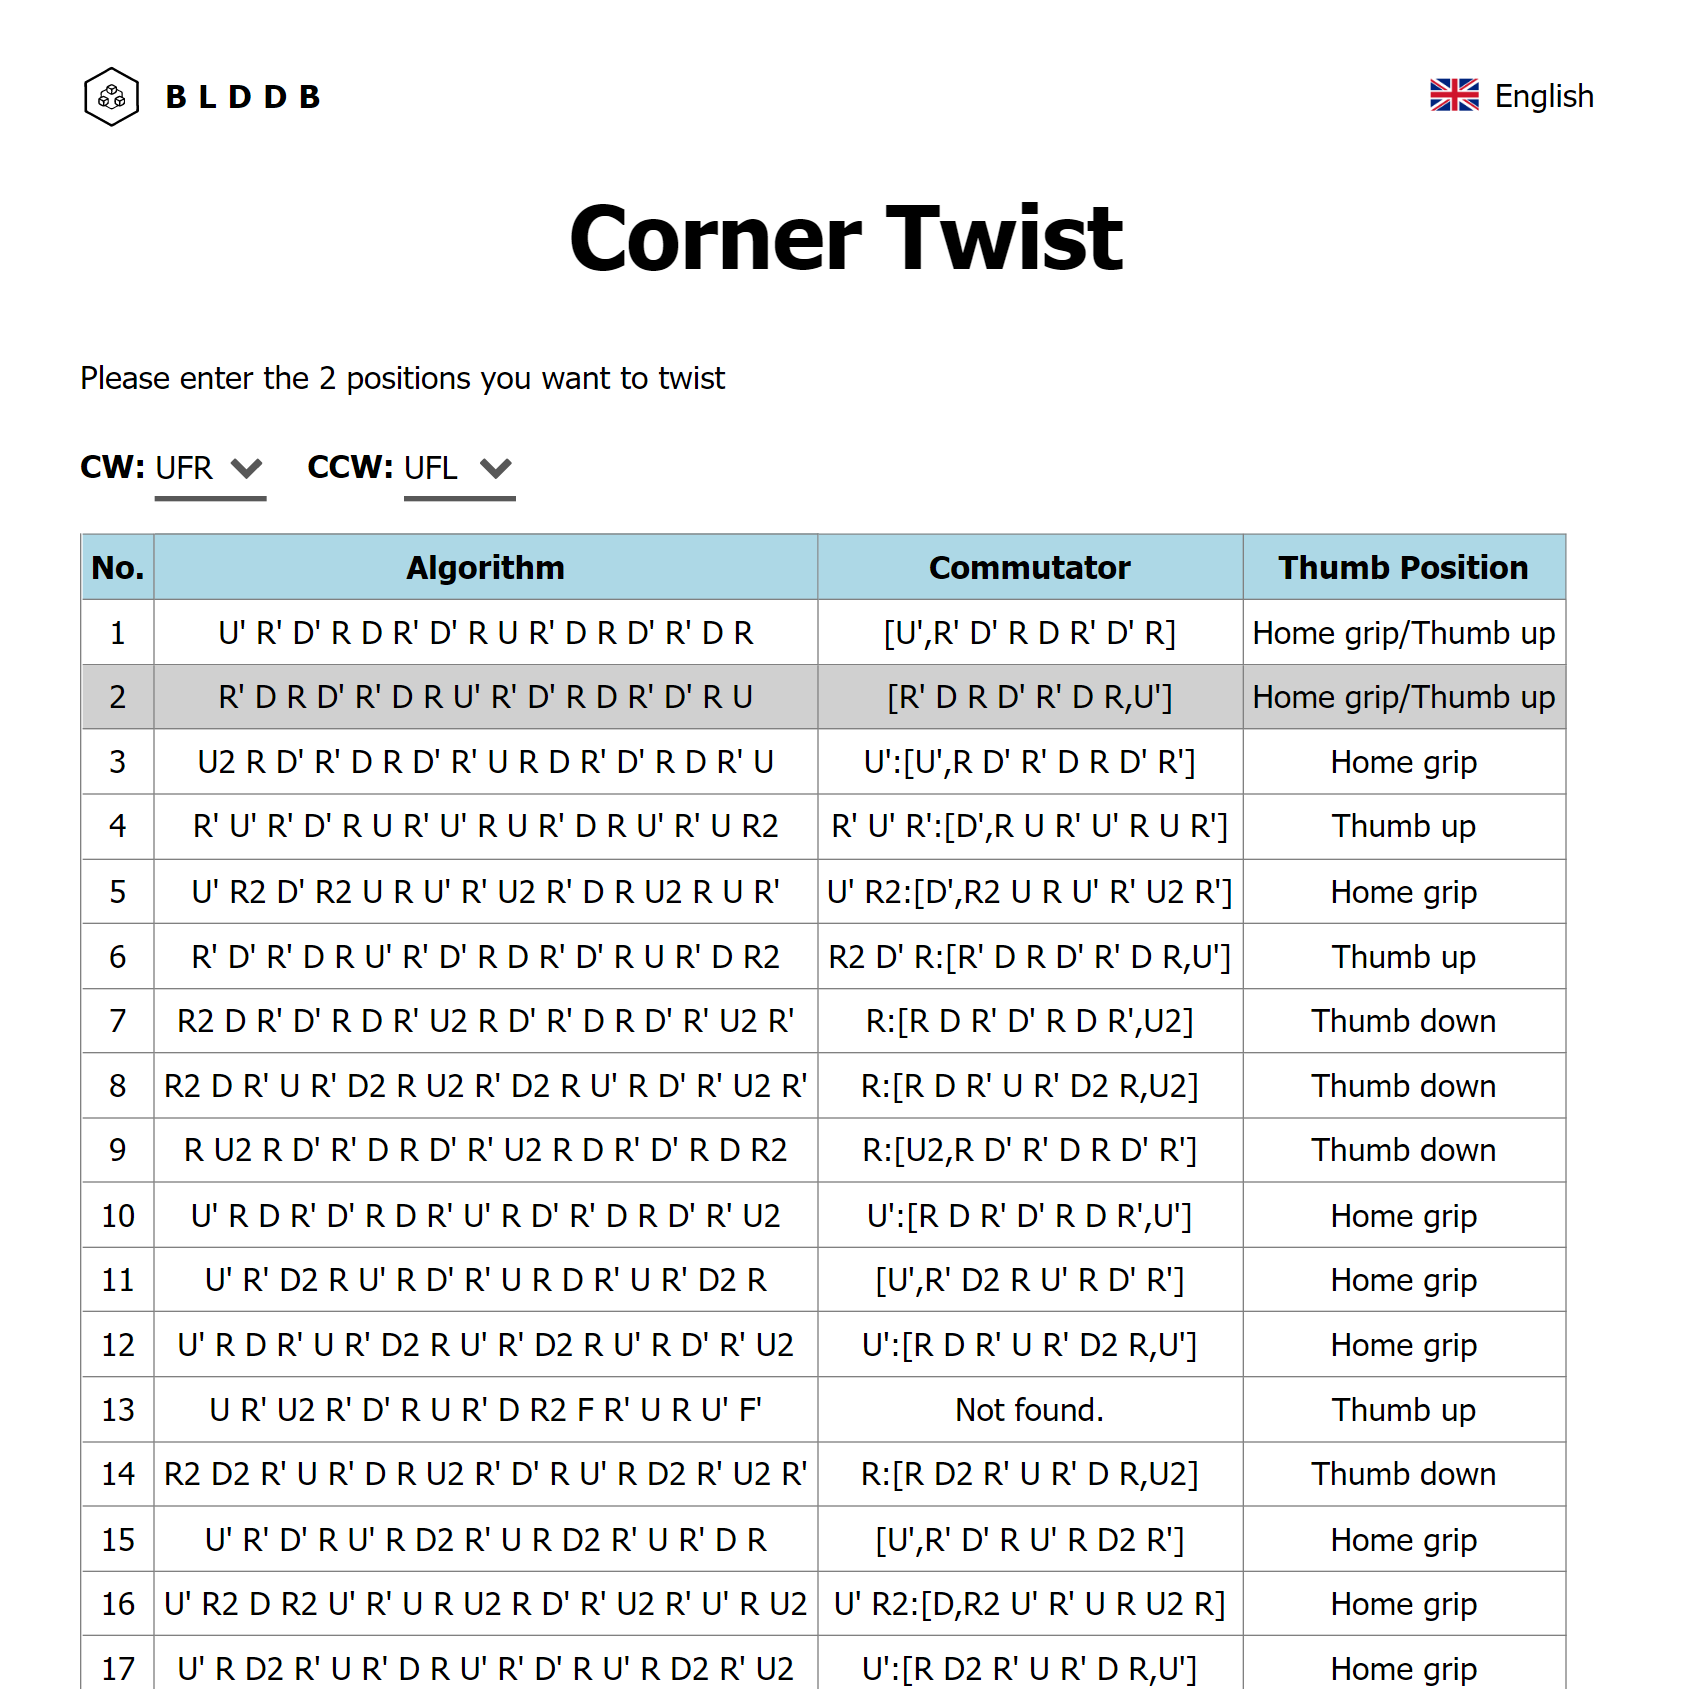 BLDDB
English
Corner Twist
Please enter the 2 positions you want to twist
CW: UFR CCW: UFL
No. Algorithm Commutator Thumb Position
1 U' R' D' R D R' D' R U R' D R D' R' D R [U',R' D' R D R' D' R] Home grip/Thumb up
2 R' D R D' R' D R U' R' D' R D R' D' R U [R' D R D' R' D R,U'] Home grip/Thumb up
3 U2 R D' R' D R D' R' U R D R' D' R D R' U U':[U',R D' R' D R D' R'] Home grip
4 R' U' R' D' R U R' U' R U R' D R U' R' U R2 R' U' R':[D',R U R' U' R U R'] Thumb up
5 U' R2 D' R2 U R U' R' U2 R' D R U2 R U R' U' R2:[D',R2 U R U' R' U2 R'] Home grip
6 R' D' R' D R U' R' D' R D R' D' R U R' D R2 R2 D' R:[R' D R D' R' D R,U'] Thumb up
7 R2 D R' D' R D R' U2 R D' R' D R D' R' U2 R' R:[R D R' D' R D R',U2] Thumb down
8 R2 D R' U R' D2 R U2 R' D2 R U' R D' R' U2 R' R:[R D R' U R' D2 R,U2] Thumb down
9 R U2 R D' R' D R D' R' U2 R D R' D' R D R2 R:[U2,R D' R' D R D' R'] Thumb down
10 U' R D R' D' R D R' U' R D' R' D R D' R' U2 U':[R D R' D' R D R',U'] Home grip
11 U' R' D2 R U' R D' R' U R D R' U R' D2 R [U',R' D2 R U' R D' R'] Home grip
12 U' R D R' U R' D2 R U' R' D2 R U' R D' R' U2 U':[R D R' U R' D2 R,U'] Home grip
13 U R' U2 R' D' R U R' D R2 F R' U R U' F' Not found. Thumb up
14 R2 D2 R' U R' D R U2 R' D' R U' R D2 R' U2 R' R:[R D2 R' U R' D R,U2] Thumb down
15 U' R' D' R U' R D2 R' U R D2 R' U R' D R [U',R' D' R U' R D2 R'] Home grip
16 U' R2 D R2 U' R' U R U2 R D' R' U2 R' U' R U2 U' R2:[D,R2 U' R' U R U2 R] Home grip
17 U' R D2 R' U R' D R U' R' D' R U' R D2 R' U2 U':[R D2 R' U R' D R,U'] Home grip